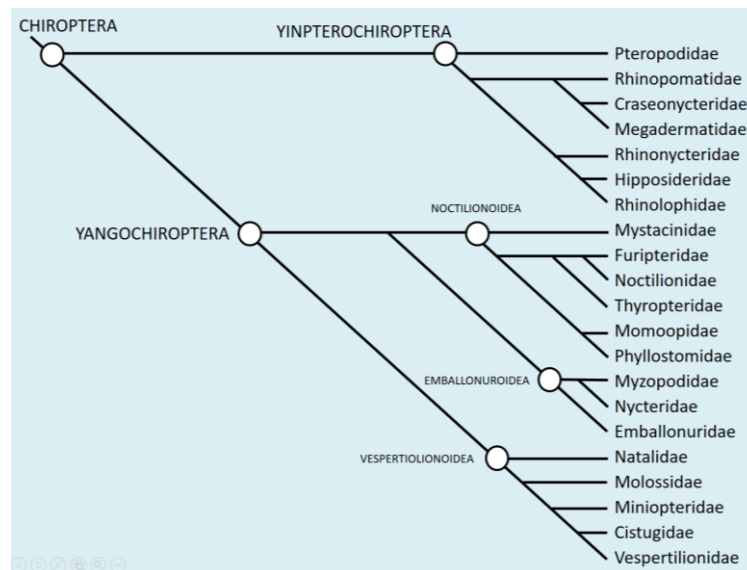 CHIROPTERA
YINPTEROCHIROPTERA
Pteropodidae
Rhinopomatidae
Craseonycteridae
Megadermatidae
Rhinonycteridae
Hipposideridae
Rhinolophidae
NOCTILIONOIDEA
YANGOCHIROPTERA
Mystacinidae
Furipteridae
Noctilionidae
Thyropteridae
Momoopidae
Phyllostomidae
EMBALLONUROIDEA
Myzopodidae
Nycteridae
Emballonuridae
VESPERTIOLIONOIDEA
Natalidae
Molossidae
Miniopteridae
Cistugidae
Vespertilionidae